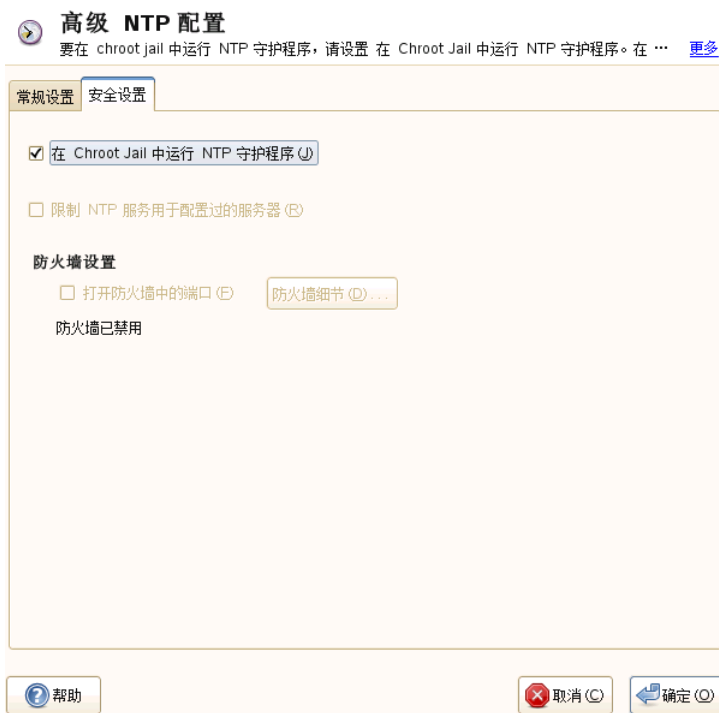 高级 NTP 配置
要在 chroot jail 中运行 NTP 守护程序，请设置 在 Chroot Jail 中运行 NTP 守护程序。在 … 更多
常规设置 安全设置
在 Chroot Jail 中运行 NTP 守护程序(J)
限制 NTP 服务用于配置过的服务器(R)
防火墙设置
打开防火墙中的端口(F) 防火墙细节(D)...
防火墙已禁用
帮助 取消(C) 确定(O)